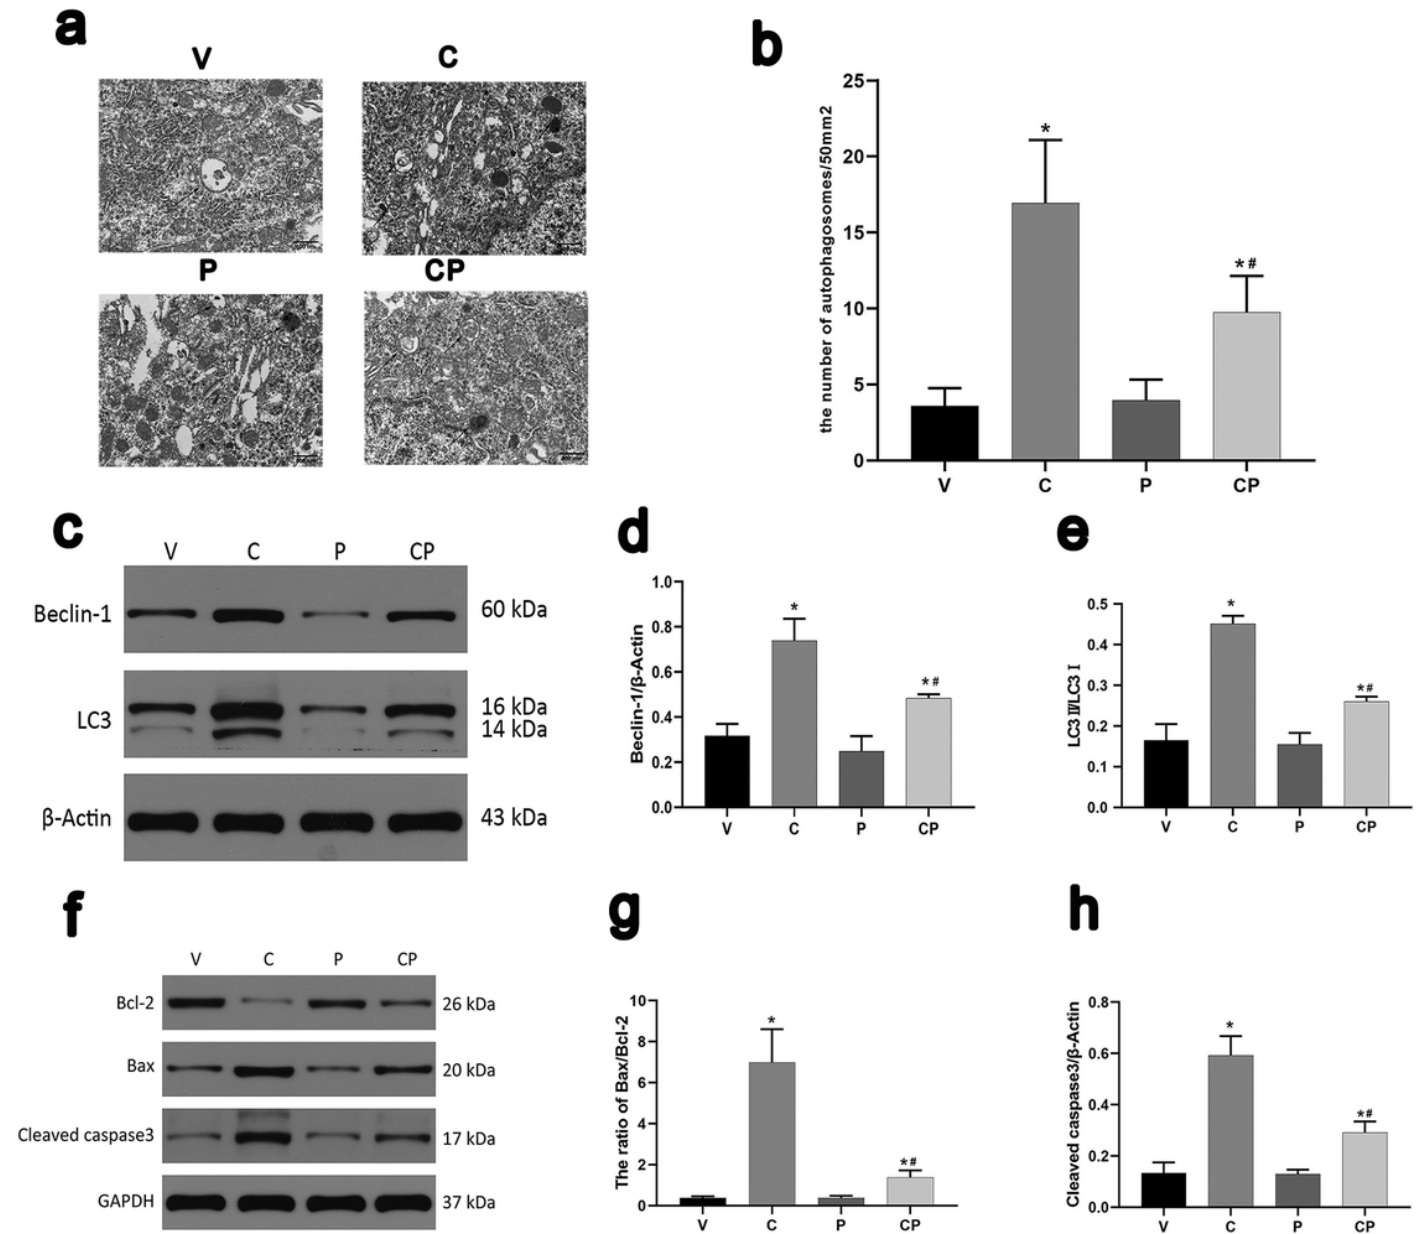 a
V
C
P
CP
b
the number of autophagosomes/50mm2
25
20
15
10
5
0
*
*#
V C P CP
c
V C P CP
Beclin-1 60 kDa
LC3 16 kDa
14 kDa
β-Actin 43 kDa
d
Beclin-1/β-Actin
1.0
0.8
0.6
0.4
0.2
0.0
*
*#
V C P CP
e
LC3 Ⅱ/LC3 Ⅰ
0.5
0.4
0.3
0.2
0.1
0.0
*
*#
V C P CP
f
V C P CP
Bcl-2 26 kDa
Bax 20 kDa
Cleaved caspase3 17 kDa
GAPDH 37 kDa
g
The ratio of Bax/Bcl-2
10
8
6
4
2
0
*
*#
V C P CP
h
Cleaved caspase3/β-Actin
0.8
0.6
0.4
0.2
0.0
*
*#
V C P CP